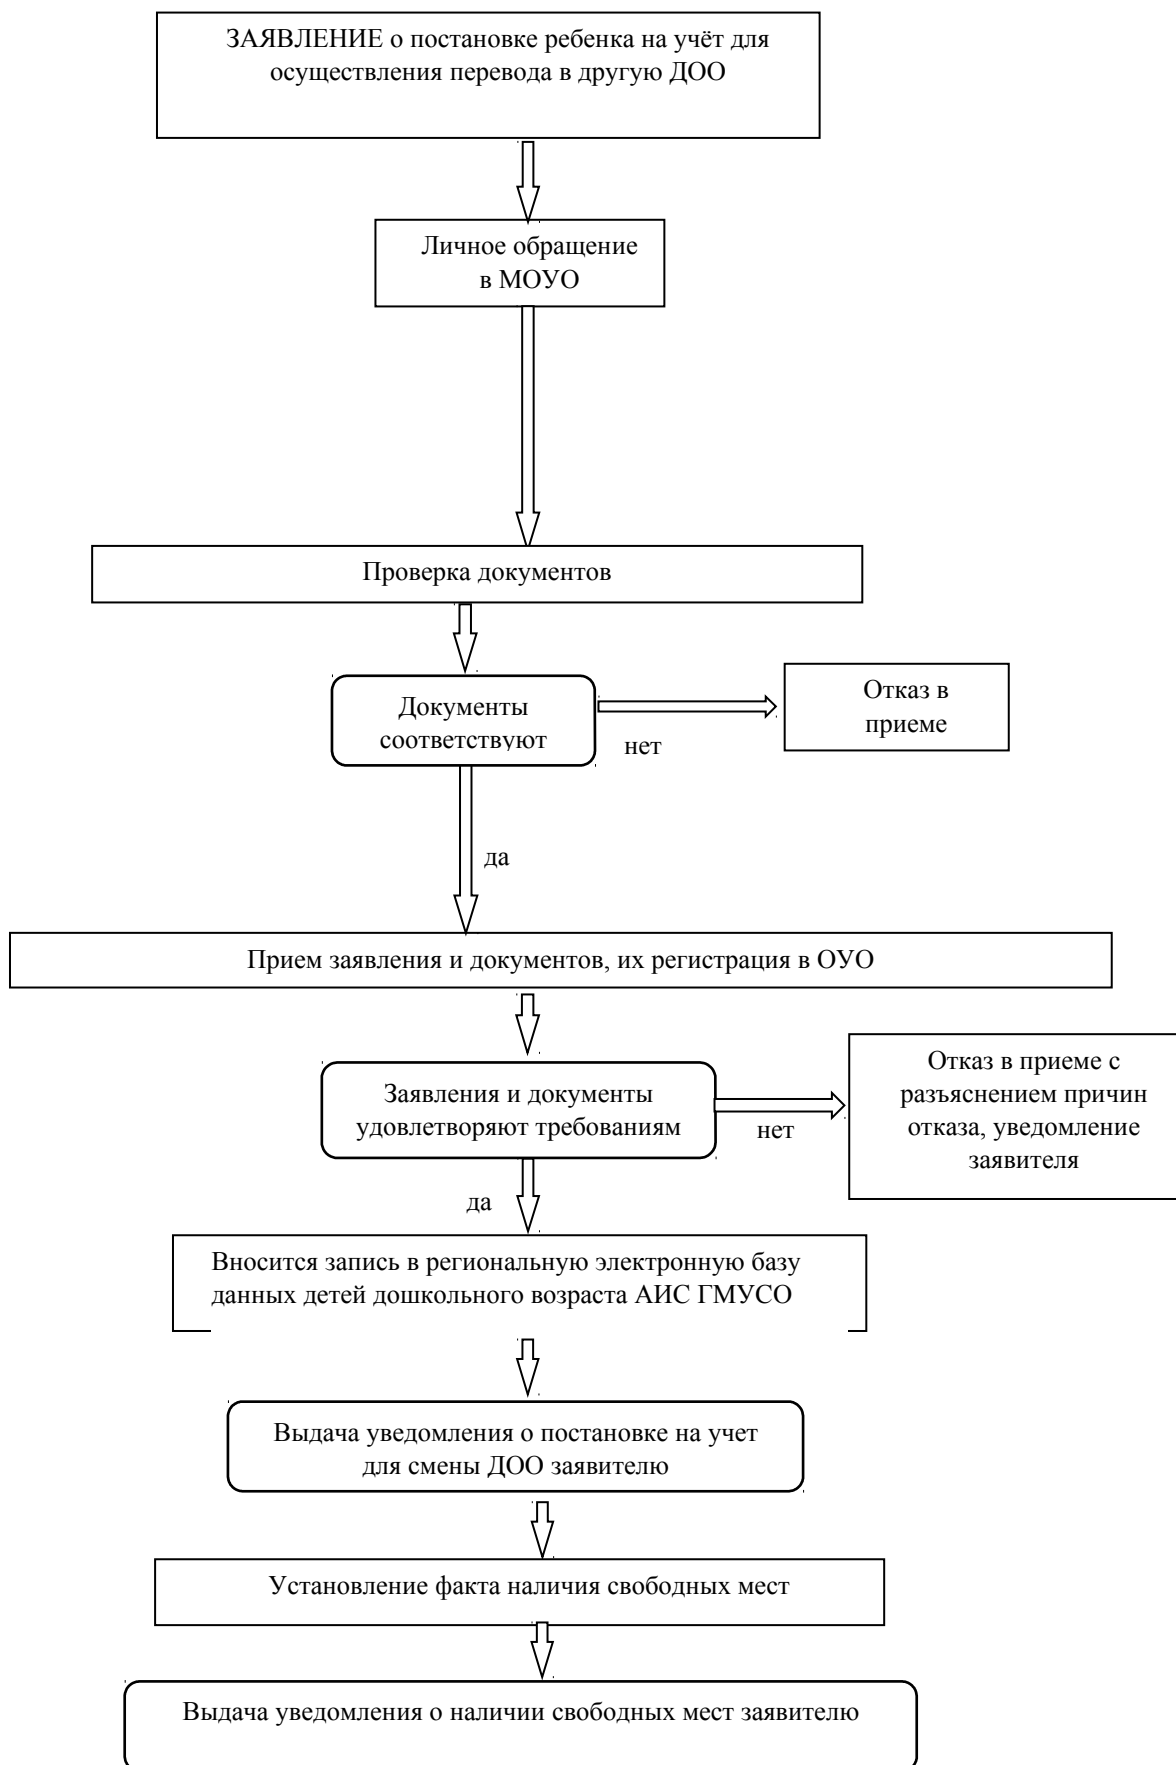 ЗАЯВЛЕНИЕ о постановке ребенка на учёт для
осуществления перевода в другую ДОО
Личное обращение
в МОУО
Проверка документов
Документы
соответствуют
нет
Отказ в
приеме
да
Прием заявления и документов, их регистрация в ОУО
Заявления и документы
удовлетворяют требованиям
нет
Отказ в приеме с
разъяснением причин
отказа, уведомление
заявителя
да
Вносится запись в региональную электронную базу
данных детей дошкольного возраста АИС ГМУСО
Выдача уведомления о постановке на учет
для смены ДОО заявителю
Установление факта наличия свободных мест
Выдача уведомления о наличии свободных мест заявителю